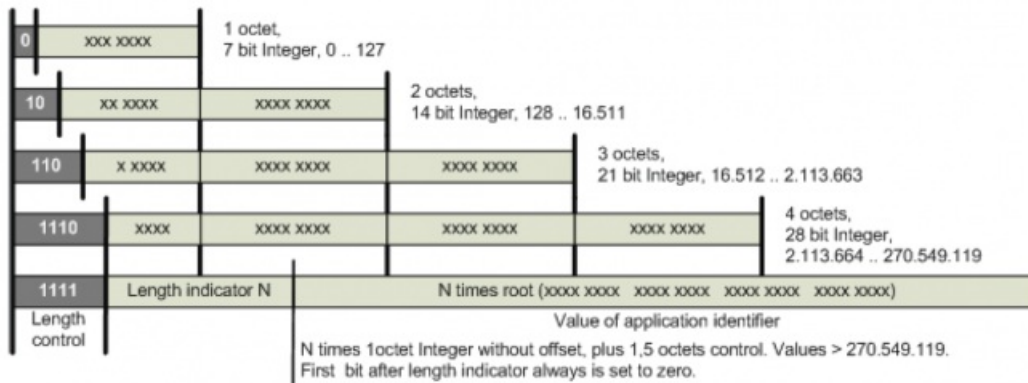 0 xxx xxxx 1 octet,
7 bit Integer, 0 .. 127
10 xx xxxx xxxx xxxx 2 octets,
14 bit Integer, 128 .. 16.511
110 x xxxx xxxx xxxx xxxx xxxx 3 octets,
21 bit Integer, 16.512 .. 2.113.663
1110 xxxx xxxx xxxx xxxx xxxx xxxx xxxx 4 octets,
28 bit Integer,
2.113.664 .. 270.549.119
1111 Length indicator N N times root (xxxx xxxx xxxx xxxx xxxx xxxx xxxx xxxx)
Length
control
Value of application identifier
N times 1octet Integer without offset, plus 1,5 octets control. Values > 270.549.119.
First bit after length indicator always is set to zero.